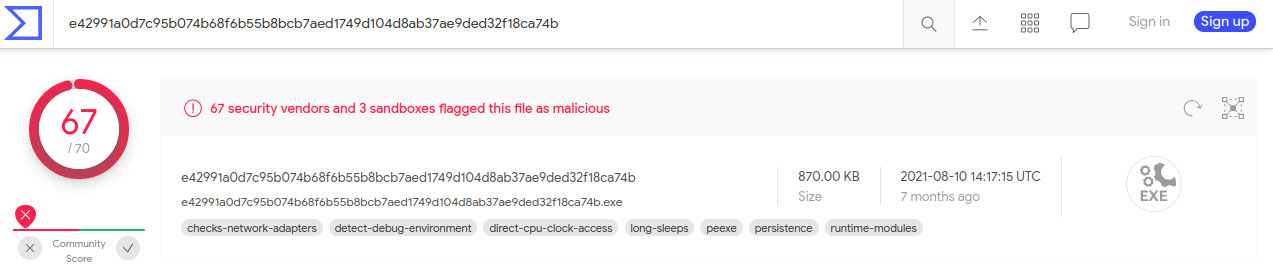 e42991a0d7c95b074b68f6b55b8bcb7aed1749d104d8ab37ae9ded32f18ca74b
Sign in
Sign up
67
/ 70
67 security vendors and 3 sandboxes flagged this file as malicious
e42991a0d7c95b074b68f6b55b8bcb7aed1749d104d8ab37ae9ded32f18ca74b
e42991a0d7c95b074b68f6b55b8bcb7aed1749d104d8ab37ae9ded32f18ca74b.exe
870.00 KB
Size
2021-08-10 14:17:15 UTC
7 months ago
EXE
checks-network-adapters detect-debug-environment direct-cpu-clock-access long-sleeps peexe persistence runtime-modules
Community
Score